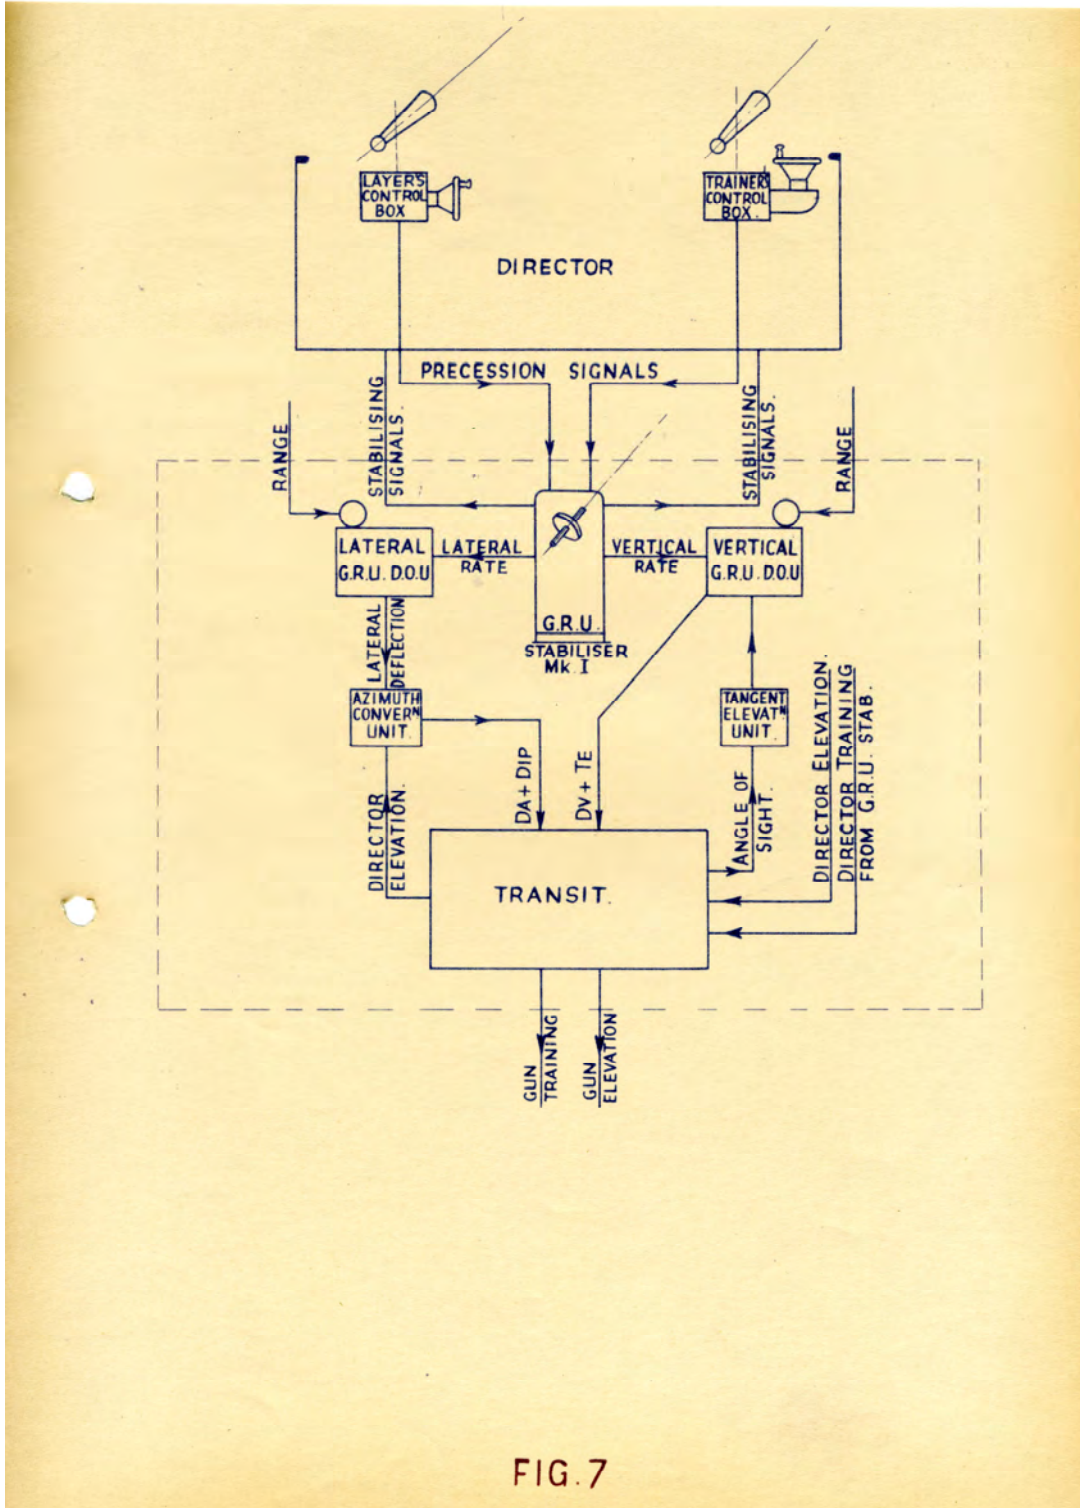 LAYER'S
CONTROL
BOX
TRAINER'S
CONTROL
BOX.
DIRECTOR
PRECESSION SIGNALS
STABILISING
SIGNALS.
STABILISING
SIGNALS.
RANGE
RANGE
LATERAL
G.R.U. D.O.U
LATERAL
RATE
VERTICAL
RATE
VERTICAL
G.R.U. D.O.U
G.R.U.
STABILISER
Mk. I
LATERAL
DEFLECTION
AZIMUTH
CONVERN
UNIT.
TANGENT
ELEVATN
UNIT.
DIRECTOR
ELEVATION.
DA + DIP
DV + TE
ANGLE OF
SIGHT.
DIRECTOR ELEVATION.
DIRECTOR TRAINING
FROM G.R.U. STAB.
TRANSIT.
GUN
TRAINING
GUN
ELEVATION
FIG. 7